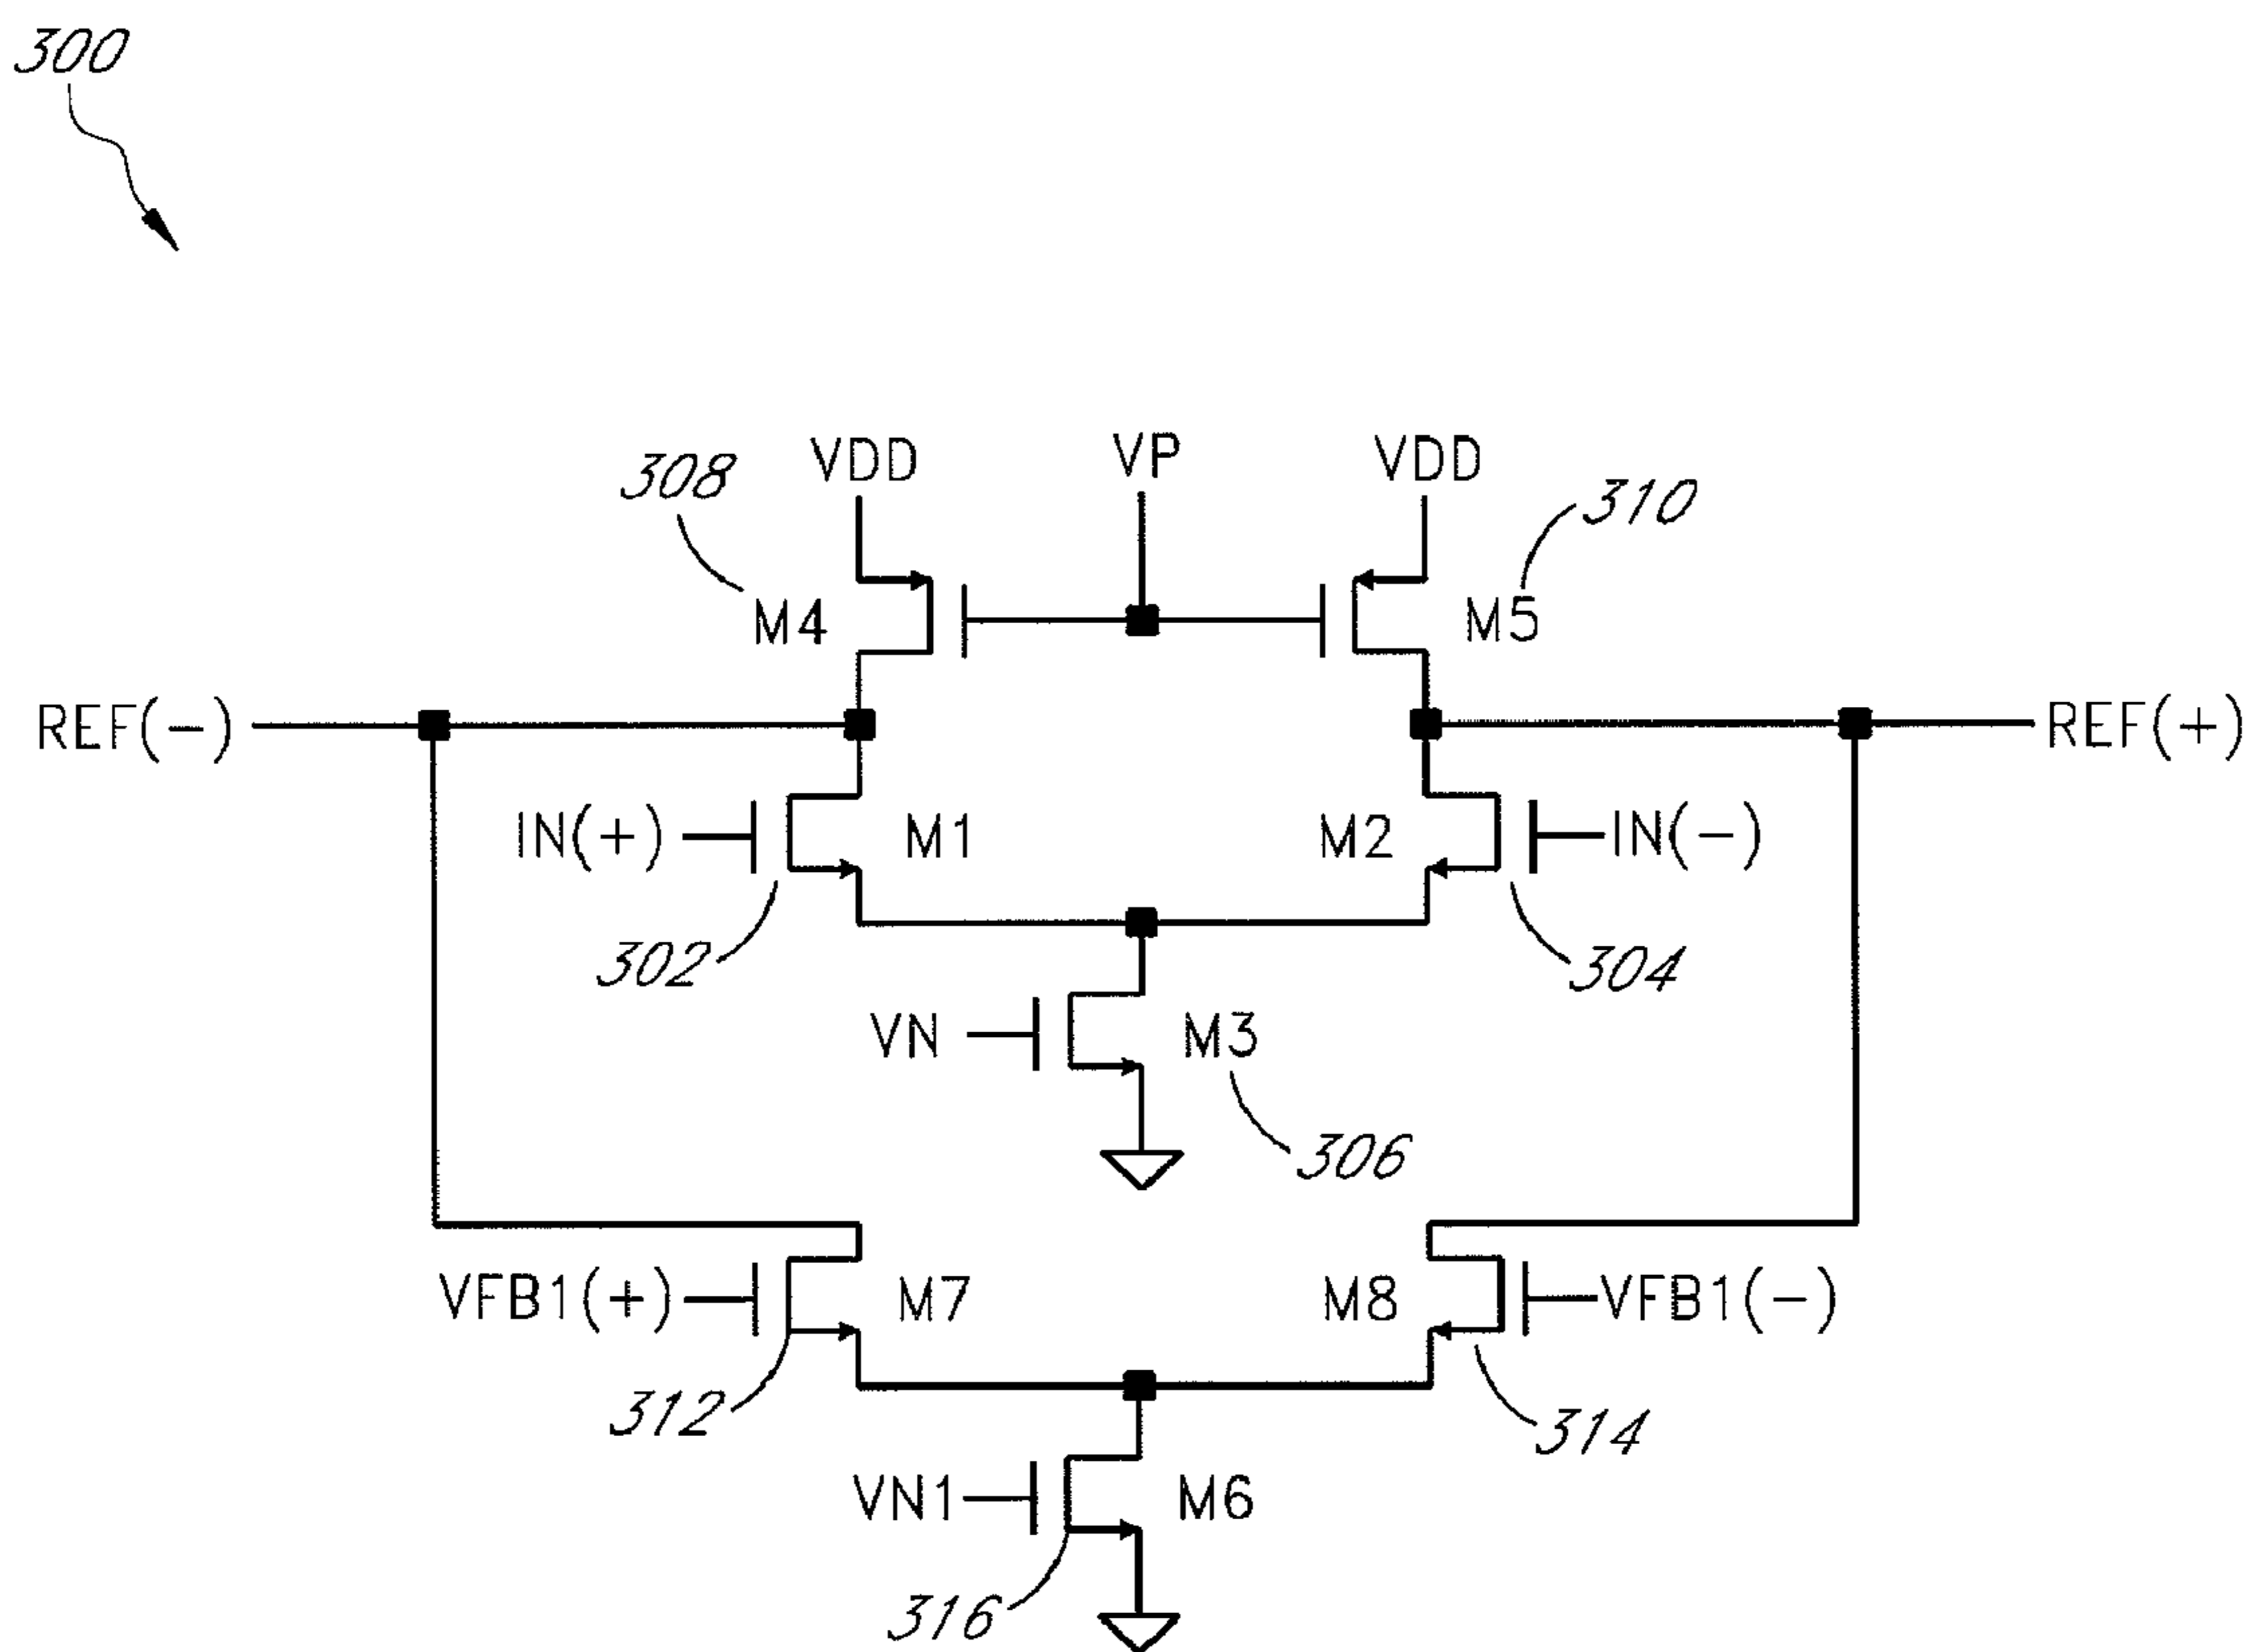 300
VDD VP VDD
308 310
M4 M5
REF(-) REF(+)
IN(+) M1 M2 IN(-)
302 304
VN M3
306
VFB1(+) M7 M8 VFB1(-)
312 314
VN1 M6
316